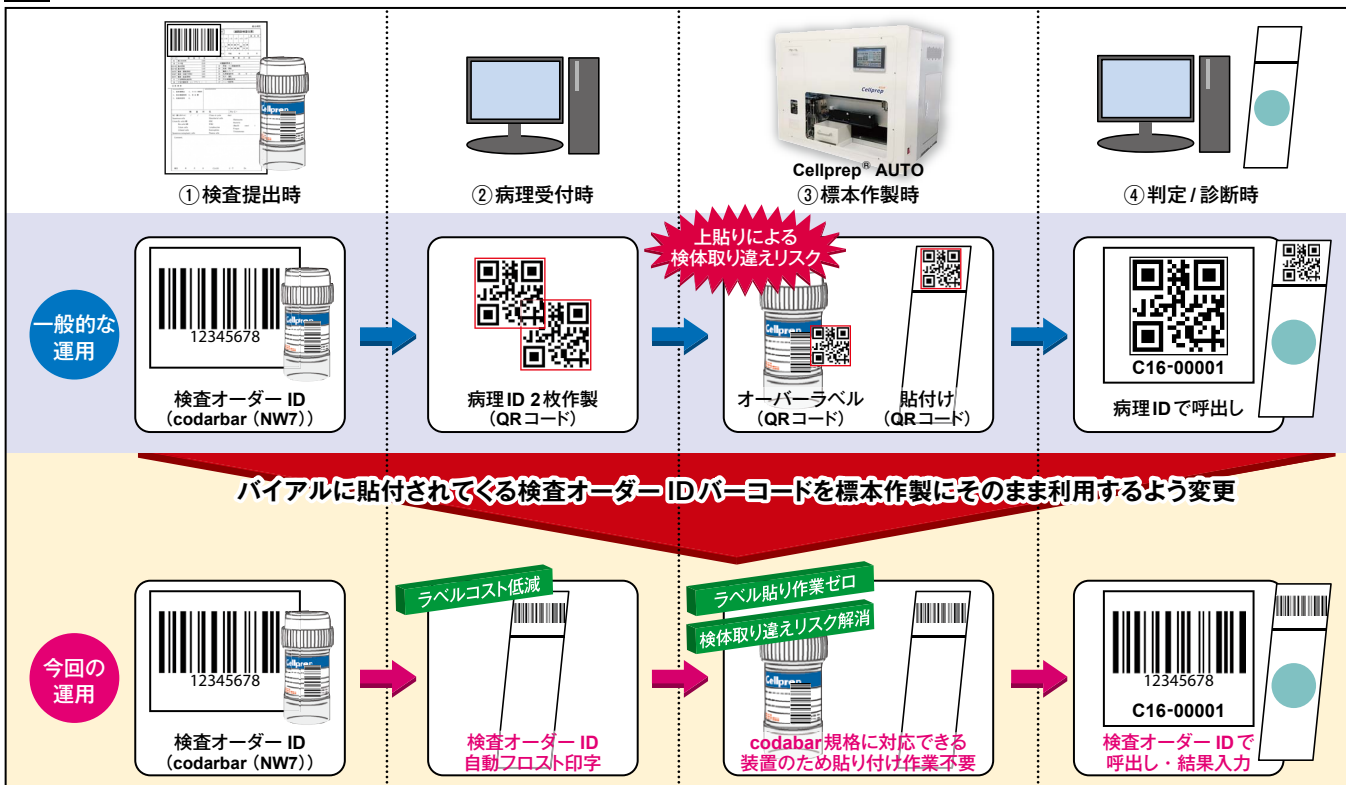 Cellprep
Cellprep
Cellprep® AUTO
①検査提出時
②病理受付時
③標本作製時
④判定/診断時
一般的な
運用
12345678
Cellprep
検査オーダー ID
(codarbar (NW7))
病理ID 2枚作製
(QRコード)
上貼りによる
検体取り違えリスク
Cellprep
オーバーラベル
(QRコード)
貼付け
(QRコード)
C16-00001
病理IDで呼出し
バイアルに貼付されてくる検査オーダー IDバーコードを標本作製にそのまま利用するよう変更
今回の
運用
12345678
Cellprep
検査オーダー ID
(codarbar (NW7))
ラベルコスト低減
検査オーダー ID
自動フロスト印字
ラベル貼り作業ゼロ
検体取り違えリスク解消
Cellprep
codabar規格に対応できる
装置のため貼り付け作業不要
12345678
C16-00001
検査オーダー IDで
呼出し・結果入力